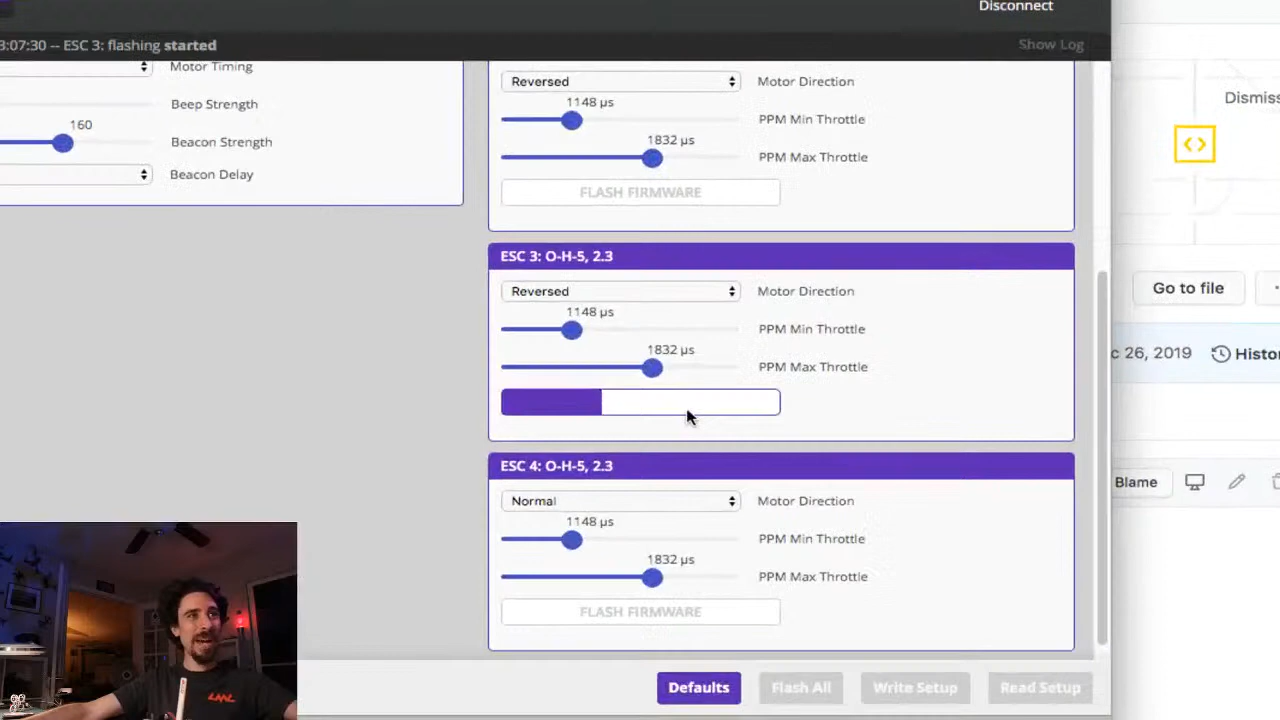 Disconnect
3:07:30 -- ESC 3: flashing started
Show Log
Motor Timing
Beep Strength
160
Beacon Strength
Beacon Delay
Reversed
Motor Direction
1148 µs
PPM Min Throttle
1832 µs
PPM Max Throttle
FLASH FIRMWARE
ESC 3: O-H-5, 2.3
Reversed
Motor Direction
1148 µs
PPM Min Throttle
1832 µs
PPM Max Throttle
ESC 4: O-H-5, 2.3
Normal
Motor Direction
1148 µs
PPM Min Throttle
1832 µs
PPM Max Throttle
FLASH FIRMWARE
Defaults
Flash All
Write Setup
Read Setup
Dismiss
<>
Go to file
c 26, 2019
Histo
Blame